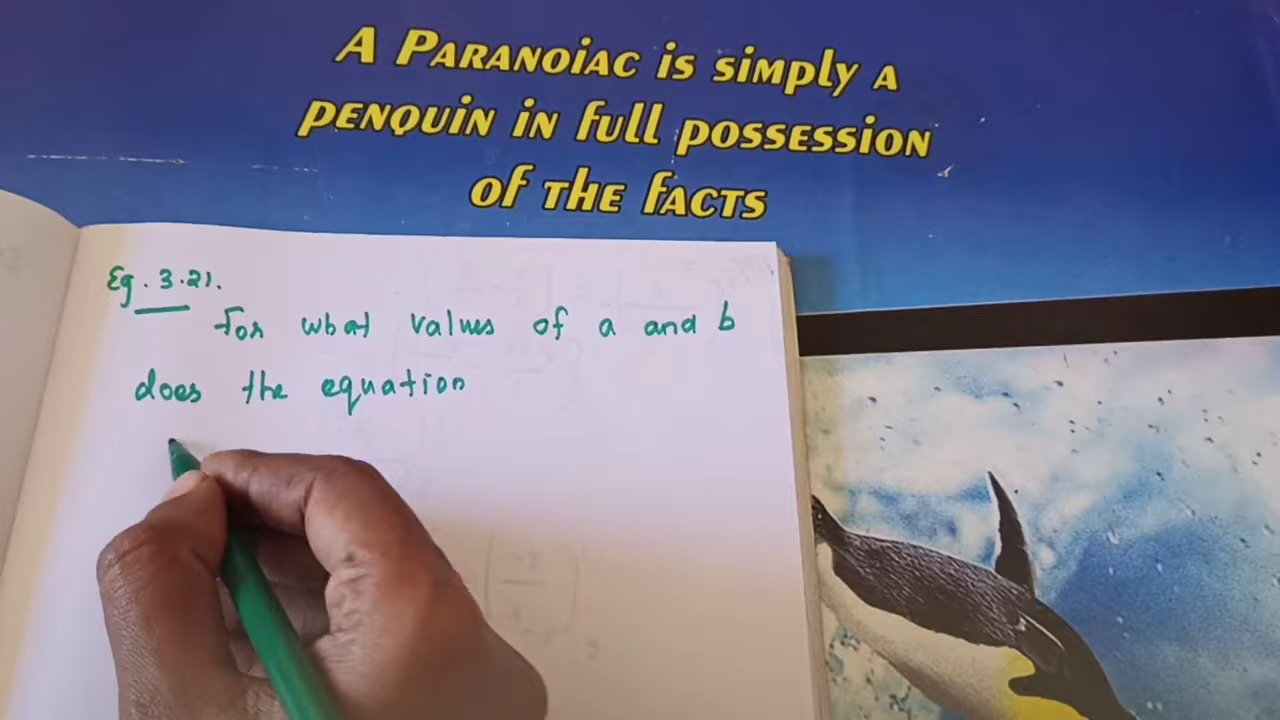 A PARANOiAC is siMply A
PENQUiN iN full possEssioN
of THE fACTS
Eg. 3.21.
For what values of a and b
does the equation